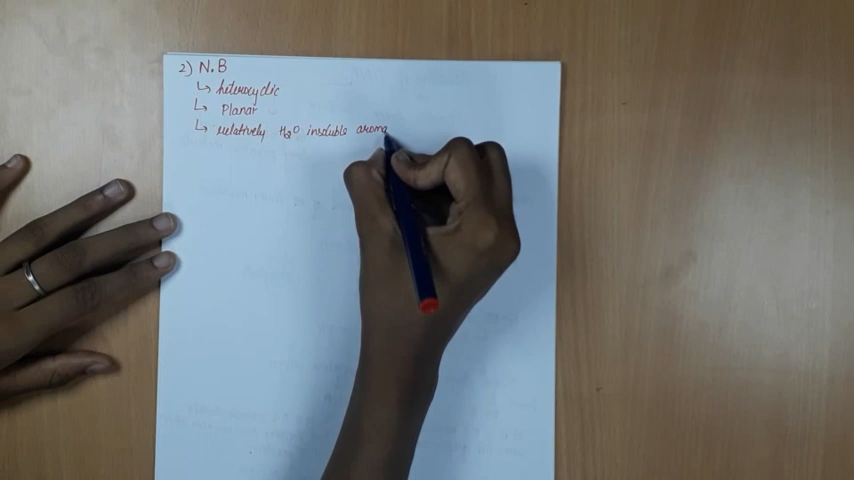 2) N.B
↳ heterocyclic
↳ Planar
↳ relatively H₂O insoluble aroma